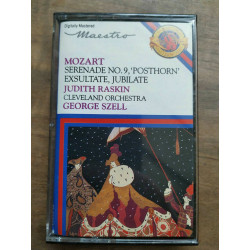 Digitally Mastered
Maestro
MOZART
SERENADE NO. 9, 'POSTHORN'
EXSULTATE, JUBILATE
JUDITH RASKIN
CLEVELAND ORCHESTRA
GEORGE SZELL